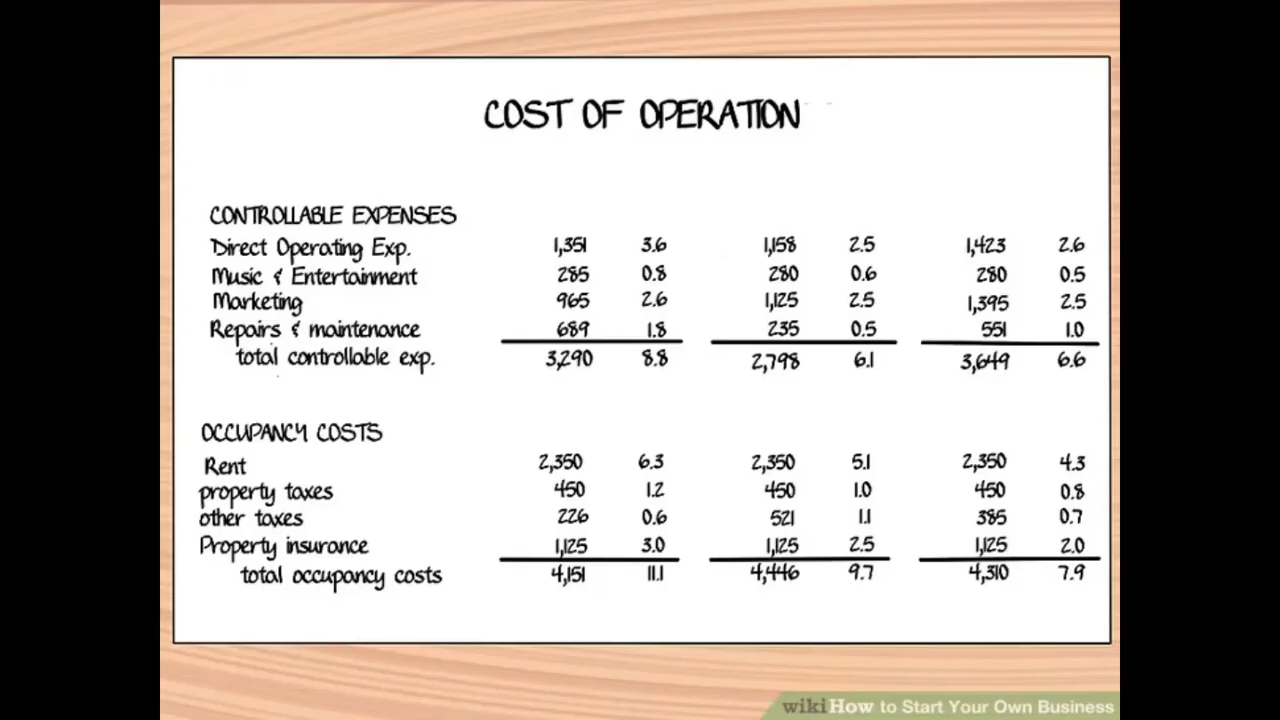 COST OF OPERATION
CONTROLLABLE EXPENSES
Direct Operating Exp. 1,351 3.6 1,158 2.5 1,423 2.6
Music & Entertainment 285 0.8 280 0.6 280 0.5
Marketing 965 2.6 1,125 2.5 1,395 2.5
Repairs & maintenance 689 1.8 235 0.5 551 1.0
total controllable exp. 3,290 8.8 2,798 6.1 3,649 6.6
OCCUPANCY COSTS
Rent 2,350 6.3 2,350 5.1 2,350 4.3
property taxes 450 1.2 450 1.0 450 0.8
other taxes 226 0.6 521 1.1 385 0.7
Property insurance 1,125 3.0 1,125 2.5 1,125 2.0
total occupancy costs 4,151 11.1 4,446 9.7 4,310 7.9
wikiHow to Start Your Own Business